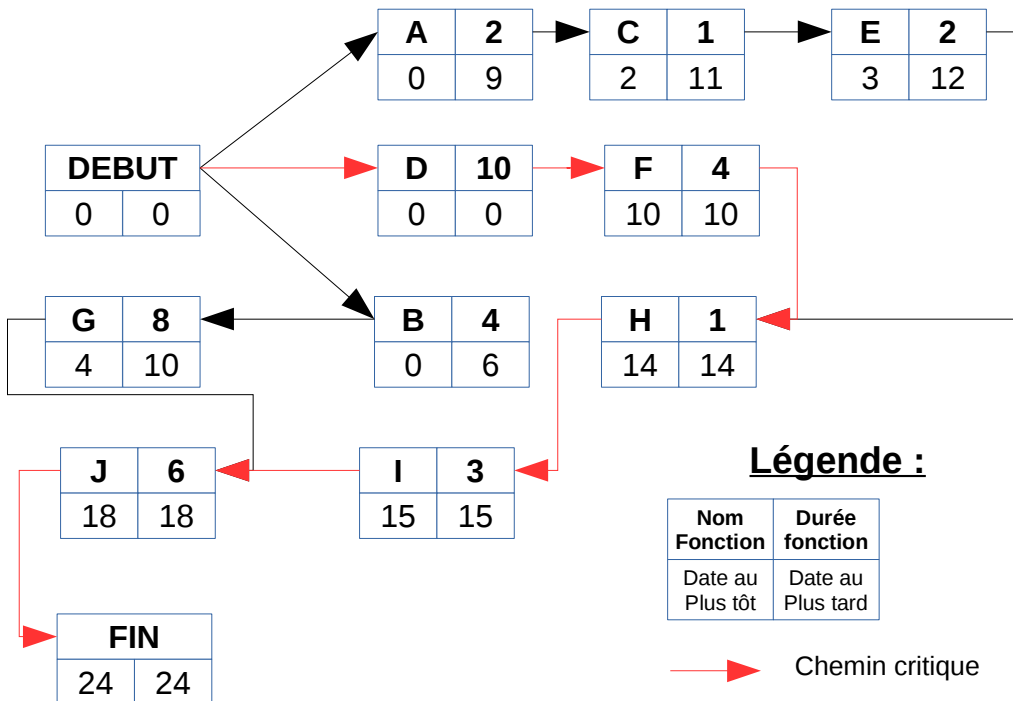 A 2 C 1 E 2
0 9 2 11 3 12
DEBUT D 10 F 4
0 0 0 0 10 10
G 8 B 4 H 1
4 10 0 6 14 14
J 6 I 3
18 18 15 15
Légende :
Nom Durée
Fonction fonction
Date au Date au
Plus tôt Plus tard
FIN
24 24
Chemin critique